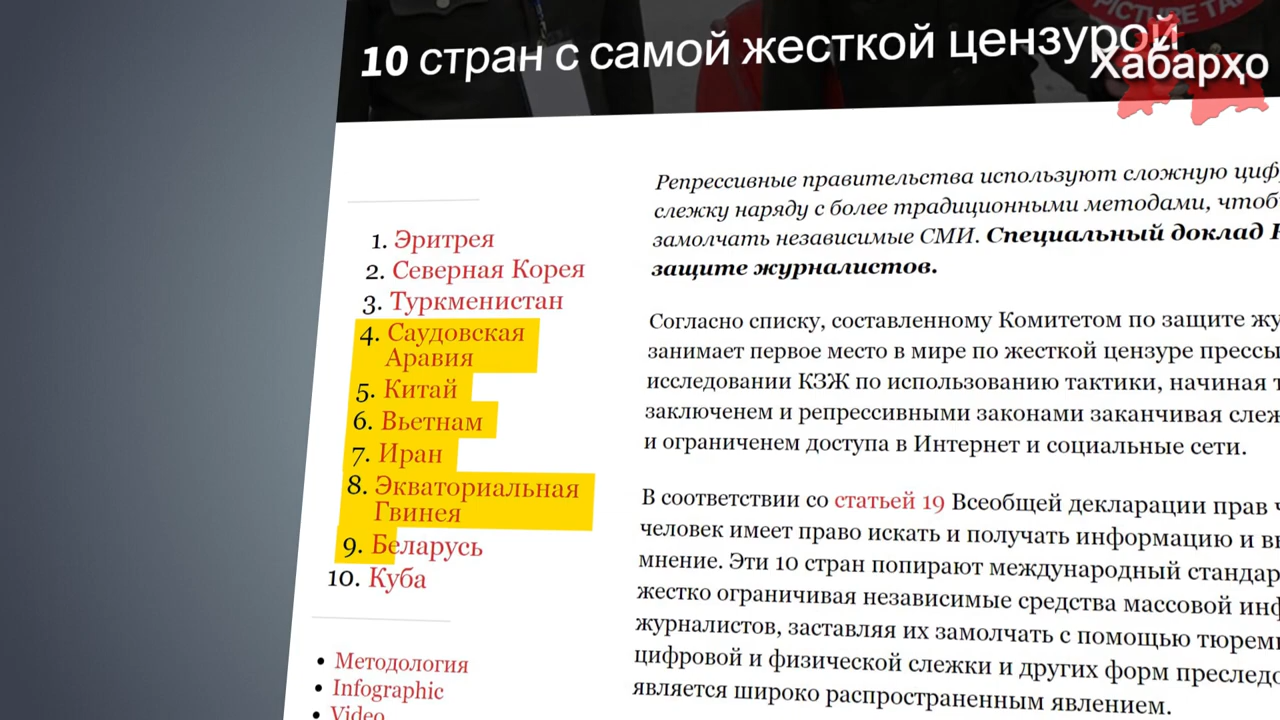 PICTURE TA
10 стран с самой жесткой цензурой
Хабарҳо
1. Эритрея
2. Северная Корея
3. Туркменистан
4. Саудовская
Аравия
5. Китай
6. Вьетнам
7. Иран
8. Экваториальная
Гвинея
9. Беларусь
10. Куба
Методология
Infographic
Video
Репрессивные правительства используют сложную
слежку наряду с более традиционными методами,
замолчать независимые СМИ. Специальный доклад
защите журналистов.
Согласно списку, составленному Комитетом по защите
занимает первое место в мире по жесткой цензуре прессы
исследовании КЗЖ по использованию тактики, начиная
заключенем и репрессивными законами заканчивая
и ограниченем доступа в Интернет и социальные сети.
В соответствии со статьей 19 Всеобщей декларации прав
человек имеет право искать и получать информацию и
мнение. Эти 10 стран попирают международный
жестко ограничивая независимые средства массовой
журналистов, заставляя их замолчать с помощью
цифровой и физической слежки и других форм
является широко распространенным явлением.